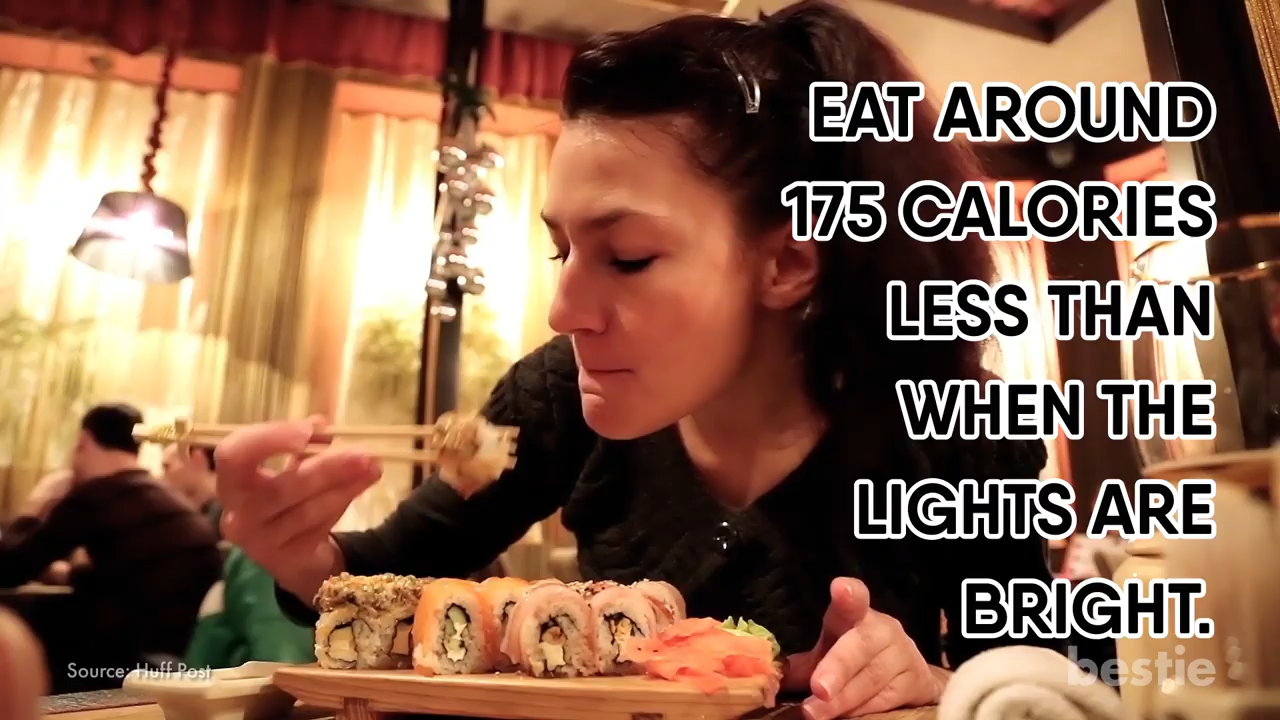 EAT AROUND
175 CALORIES
LESS THAN
WHEN THE
LIGHTS ARE
BRIGHT.
Source: Huff Post
bestie